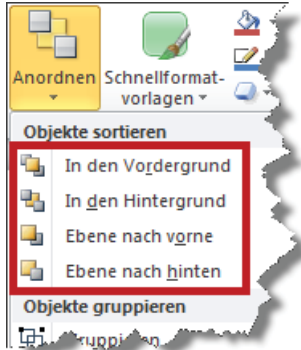 Anordnen Schnellformat-
vorlagen
Objekte sortieren
In den Vordergrund
In den Hintergrund
Ebene nach vorne
Ebene nach hinten
Objekte gruppieren